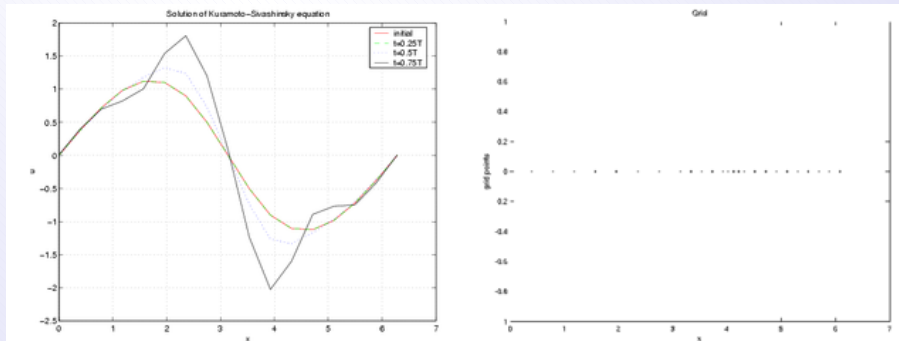 Solution of Kuramoto-Sivashinsky equation
2
1.5
1
0.5
0
-0.5
-1
-1.5
-2
-2.5
u
initial
t=0.25T
t=0.5T
t=0.75T
0 1 2 3 4 5 6 7
x
Grid
1
0.8
0.6
0.4
0.2
0
0.2
-0.4
-0.6
-0.8
1
grid points
0 1 2 3 4 5 6 7
x